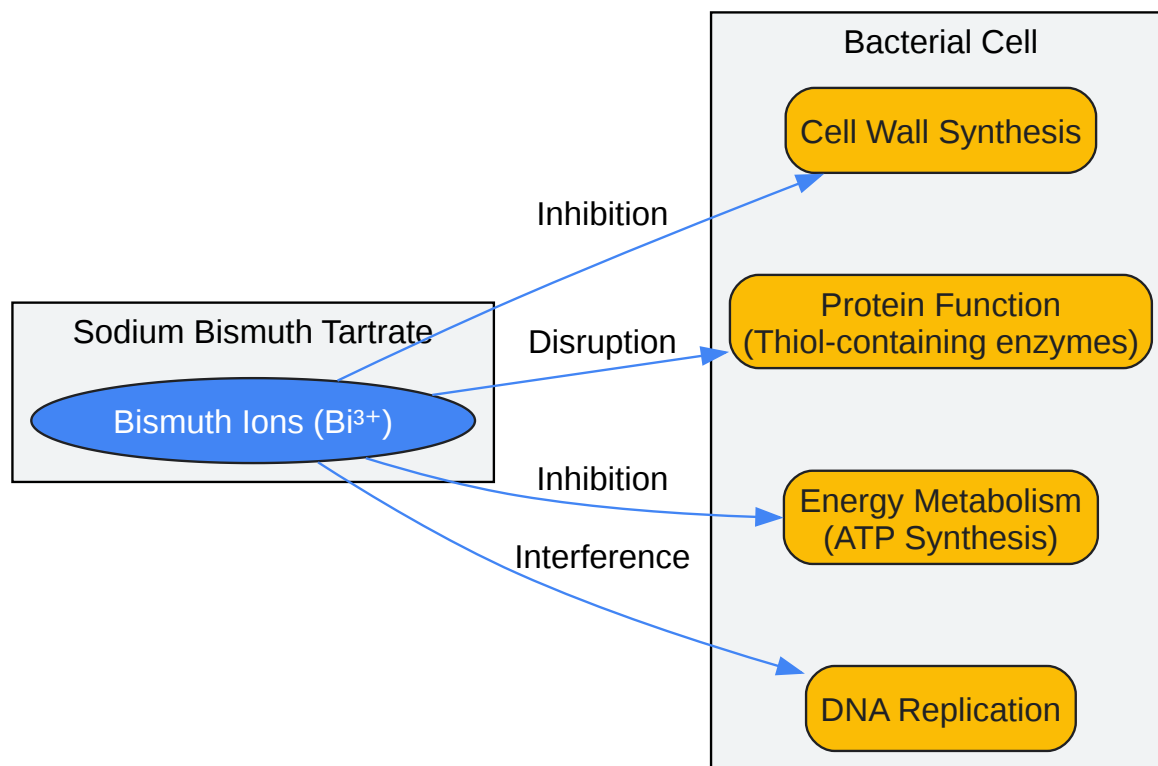 Bacterial Cell
Cell Wall Synthesis
Inhibition
Sodium Bismuth Tartrate
Bismuth Ions (Bi³⁺)
Disruption
Protein Function
(Thiol-containing enzymes)
Inhibition
Energy Metabolism
(ATP Synthesis)
Interference
DNA Replication